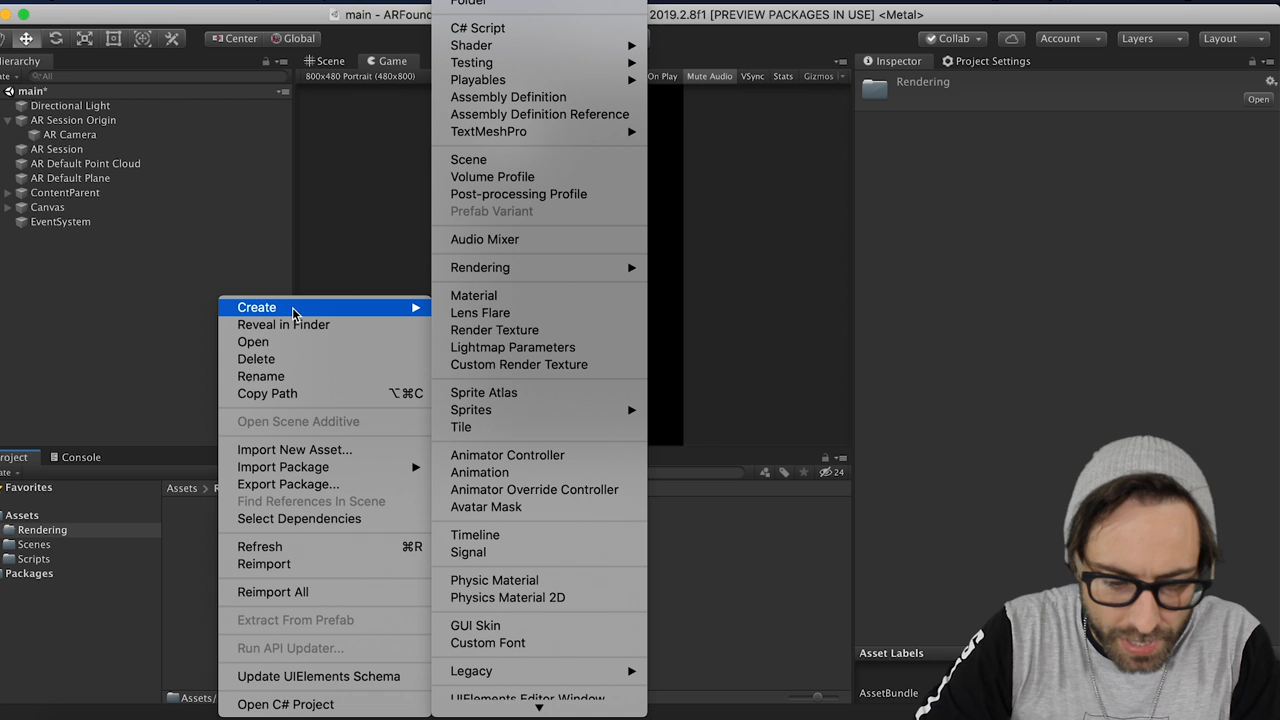 main - ARFound
2019.2.8f1 [PREVIEW PACKAGES IN USE] <Metal>
Center
Global
Collab
Account
Layers
Layout
Hierarchy
Scene
Game
Inspector
Project Settings
All
800x480 Portrait (480x800)
On Play
Mute Audio
VSync
Stats
Gizmos
Rendering
Open
main*
Directional Light
AR Session Origin
AR Camera
AR Session
AR Default Point Cloud
AR Default Plane
ContentParent
Canvas
EventSystem
Folder
C# Script
Shader
Testing
Playables
Assembly Definition
Assembly Definition Reference
TextMeshPro
Scene
Volume Profile
Post-processing Profile
Prefab Variant
Audio Mixer
Rendering
Material
Lens Flare
Render Texture
Lightmap Parameters
Custom Render Texture
Sprite Atlas
Sprites
Tile
Animator Controller
Animation
Animator Override Controller
Avatar Mask
Timeline
Signal
Physic Material
Physics Material 2D
GUI Skin
Custom Font
Legacy
UIElements Editor Window
Create
Reveal in Finder
Open
Delete
Rename
Copy Path ⌥⌘C
Open Scene Additive
Import New Asset...
Import Package
Export Package...
Find References In Scene
Select Dependencies
Refresh ⌘R
Reimport
Reimport All
Extract From Prefab
Run API Updater...
Update UIElements Schema
Open C# Project
Project
Console
24
Favorites
Assets >
Assets
Rendering
Scenes
Scripts
Packages
Assets/
Asset Labels
AssetBundle